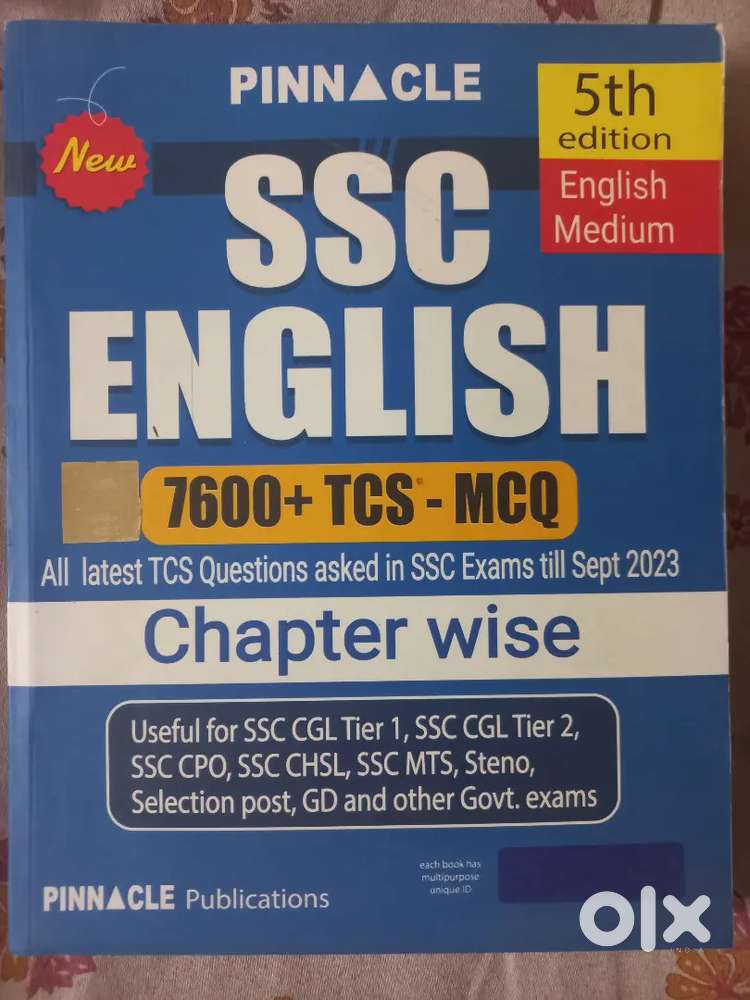 PINNACLE
5th
edition
New
English
Medium
SSC
ENGLISH
7600+ TCS - MCQ
All latest TCS Questions asked in SSC Exams till Sept 2023
Chapter wise
Useful for SSC CGL Tier 1, SSC CGL Tier 2,
SSC CPO, SSC CHSL, SSC MTS, Steno,
Selection post, GD and other Govt. exams
each book has
multipurpose
unique ID
PINNACLE Publications
olx
INDIA